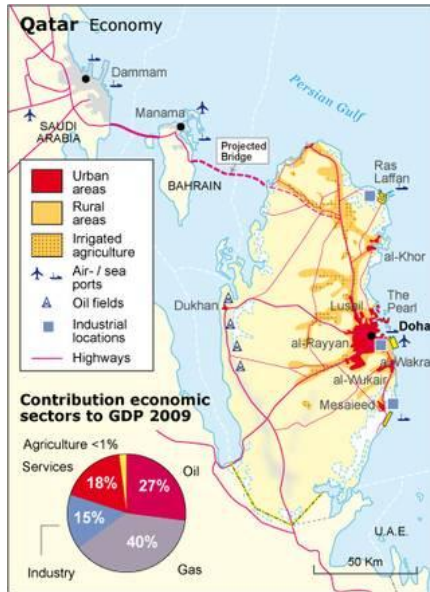 Qatar Economy
Dammam
Persian Gulf
Manama
SAUDI
ARABIA
Projected
Bridge
BAHRAIN
Ras
Laffan
Urban
areas
Rural
areas
Irrigated
agriculture
Air- / sea
ports
Oil fields
Industrial
locations
Highways
al-Khor
Dukhan
Lusail
The
Pearl
Doha
al-Rayyan
al-Wakra
al-Wukair
Mesaieed
Contribution economic
sectors to GDP 2009
Agriculture <1%
Services
Oil
18%
27%
15%
40%
Industry
Gas
U.A.E.
50 Km